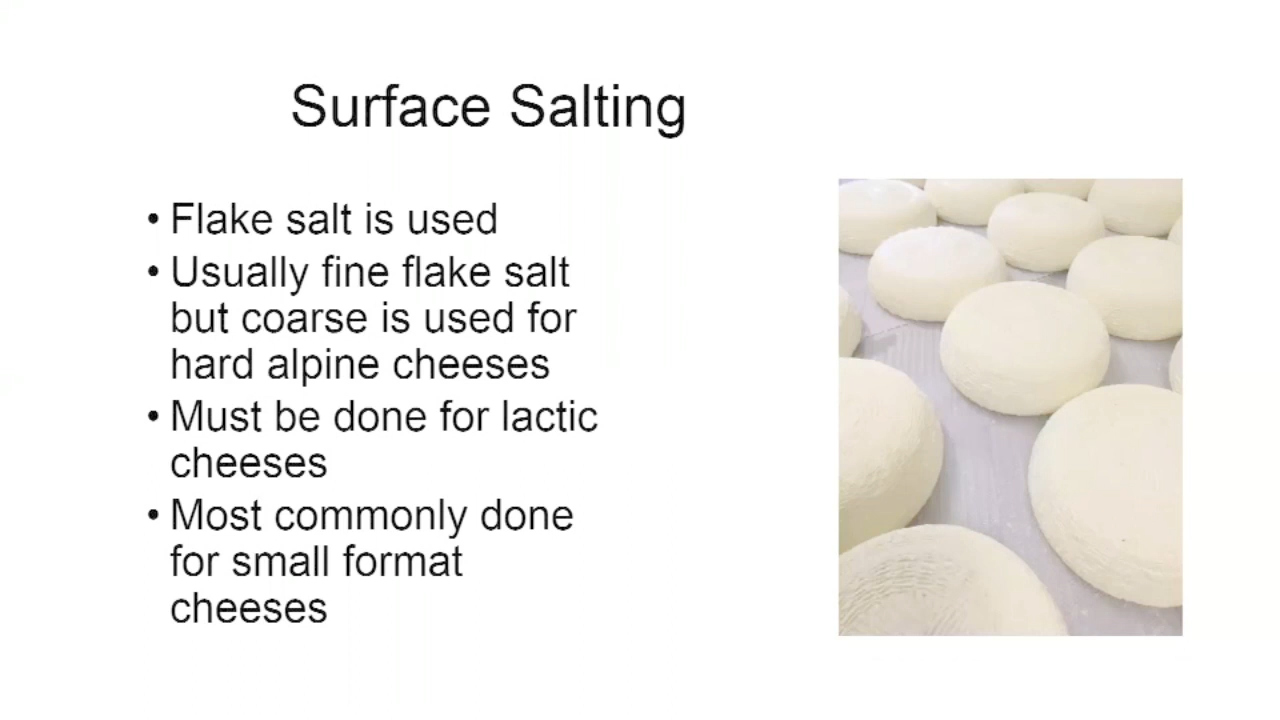 Surface Salting
• Flake salt is used
• Usually fine flake salt
but coarse is used for
hard alpine cheeses
• Must be done for lactic
cheeses
• Most commonly done
for small format
cheeses